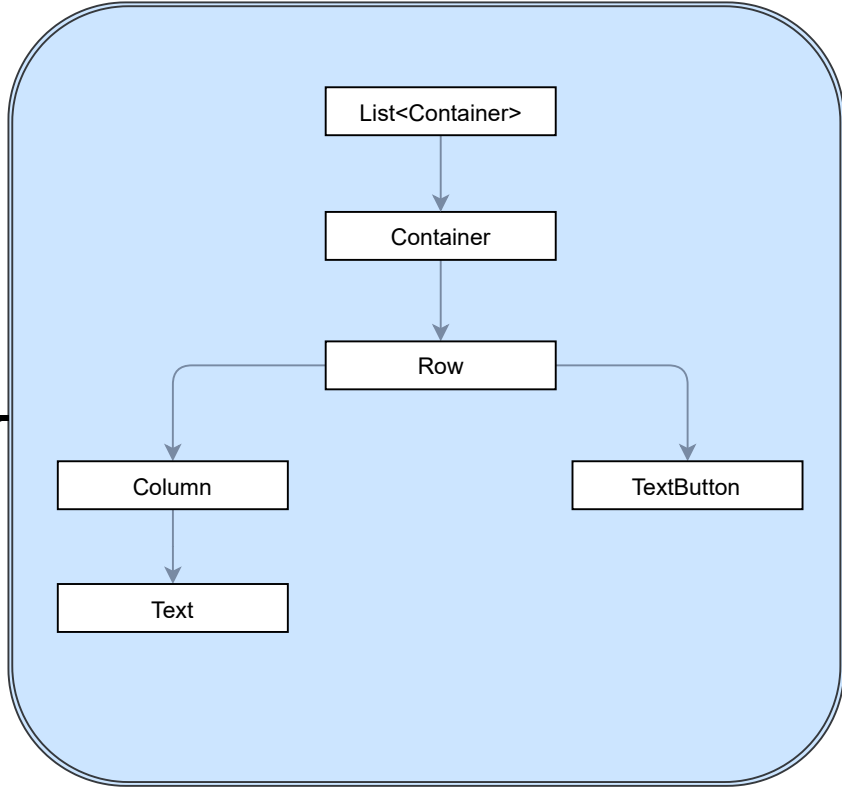 List<Container>
Container
Row
Column
TextButton
Text